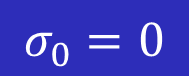 σ₀ = 0